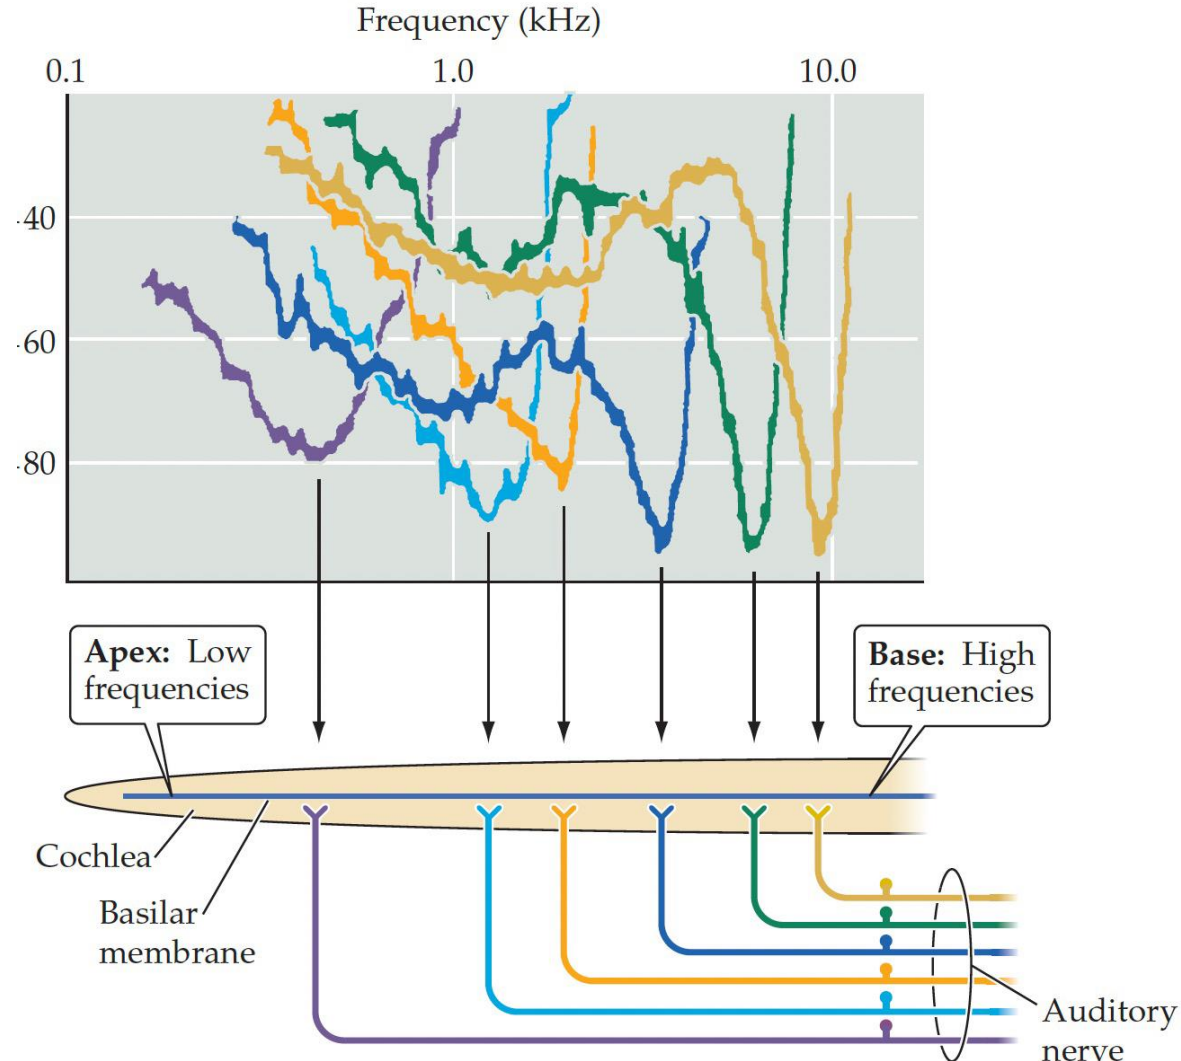 Frequency (kHz)
0.1 1.0 10.0
40
60
80
Apex: Low
frequencies
Base: High
frequencies
Cochlea
Basilar
membrane
Auditory
nerve